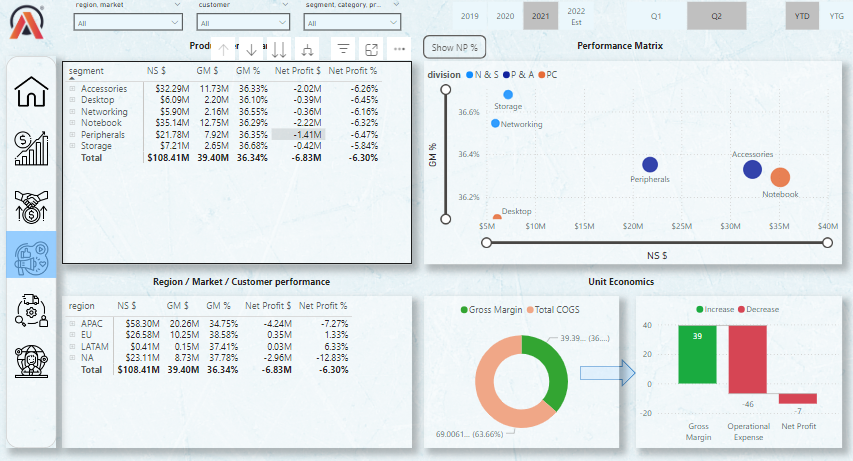 region, market
customer
segment, category, pr...
All
All
All
2019
2020
2021
2022
Est
Q1
Q2
YTD
YTG
Show NP %
Performance Matrix
segment NS $ GM $ GM % Net Profit $ Net Profit %
Accessories $32.29M 11.73M 36.33% -2.02M -6.26%
Desktop $6.09M 2.20M 36.10% -0.39M -6.45%
Networking $5.90M 2.16M 36.55% -0.36M -6.16%
Notebook $35.14M 12.75M 36.29% -2.22M -6.32%
Peripherals $21.78M 7.92M 36.35% -1.41M -6.47%
Storage $7.21M 2.65M 36.68% -0.42M -5.84%
Total $108.41M 39.40M 36.34% -6.83M -6.30%
division N & S P & A PC
GM %
36.6%
36.4%
36.2%
Storage
Networking
Peripherals
Accessories
Notebook
Desktop
$5M $10M $15M $20M $25M $30M $35M $40M
NS $
Region / Market / Customer performance
region NS $ GM $ GM % Net Profit $ Net Profit %
APAC $58.30M 20.26M 34.75% -4.24M -7.27%
EU $26.58M 10.25M 38.58% 0.35M 1.33%
LATAM $0.41M 0.15M 37.41% 0.03M 6.33%
NA $23.11M 8.73M 37.78% -2.96M -12.83%
Total $108.41M 39.40M 36.34% -6.83M -6.30%
Unit Economics
Gross Margin Total COGS
39.39... (36....)
69.0061... (63.66%)
Increase Decrease
40
20
0
-20
39
-46
-7
Gross
Margin
Operational
Expense
Net Profit